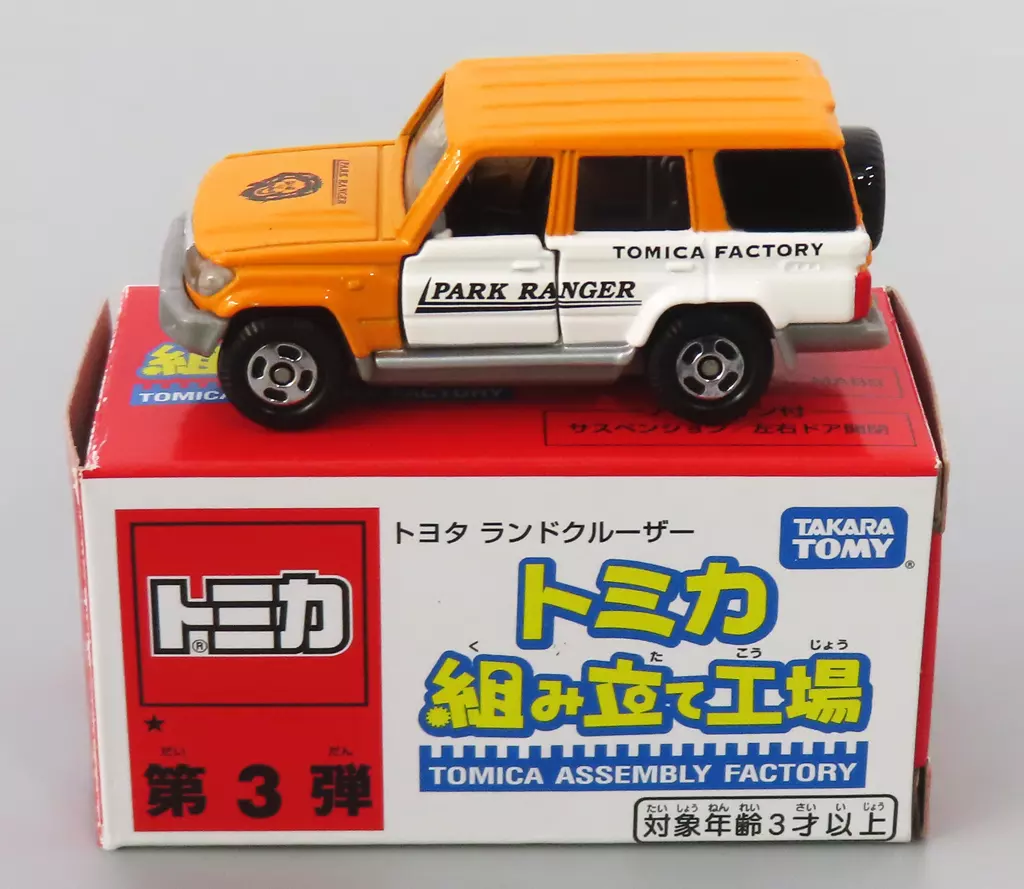 PARK RANGER
TOMICA FACTORY
PARK RANGER
組
TOMICA
サスペンション／左右ドア開閉
トヨタ ランドクルーザー
TAKARA
TOMY
®
トミカ
®
トミカ
く た こう じょう
組み立て工場
TOMICA ASSEMBLY FACTORY
★
だい だん
第 3 弾
たい しょう ねん れい さい い じょう
対象年齢3才以上